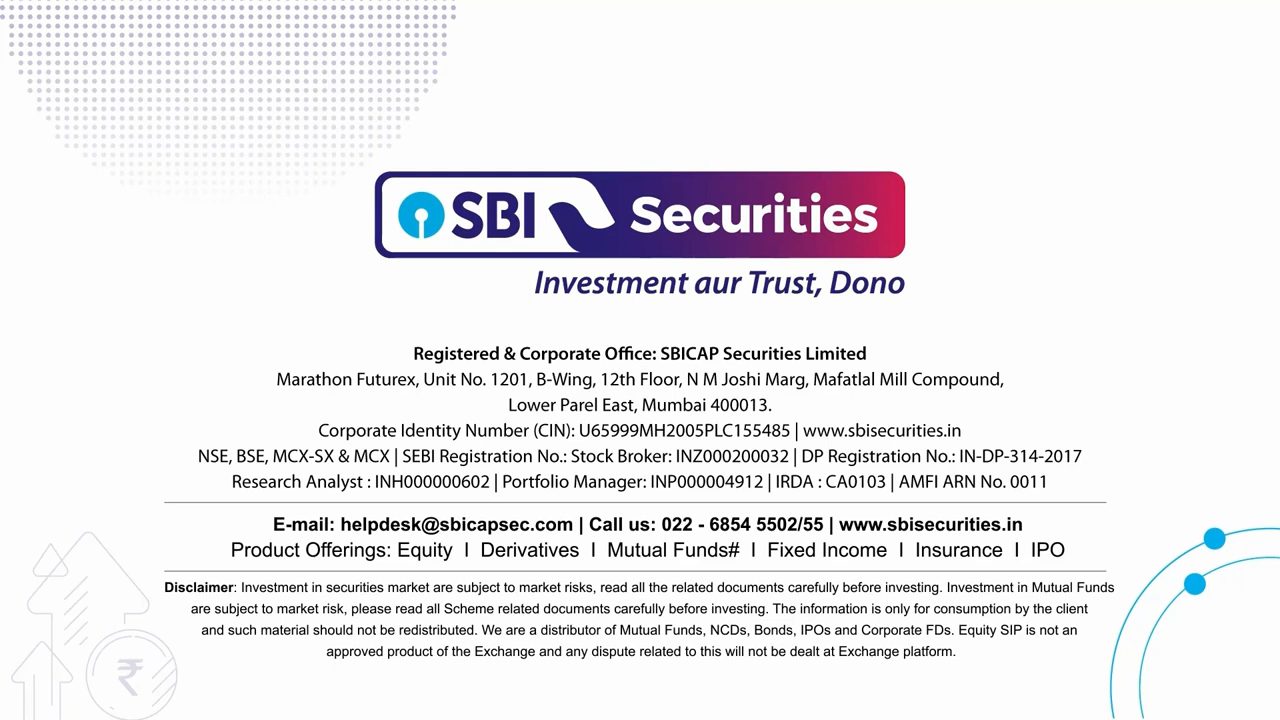 SBI Securities
Investment aur Trust, Dono
Registered & Corporate Office: SBICAP Securities Limited
Marathon Futurex, Unit No. 1201, B-Wing, 12th Floor, N M Joshi Marg, Mafatlal Mill Compound,
Lower Parel East, Mumbai 400013.
Corporate Identity Number (CIN): U65999MH2005PLC155485 | www.sbisecurities.in
NSE, BSE, MCX-SX & MCX | SEBI Registration No.: Stock Broker: INZ000200032 | DP Registration No.: IN-DP-314-2017
Research Analyst : INH000000602 | Portfolio Manager: INP000004912 | IRDA : CA0103 | AMFI ARN No. 0011
E-mail: helpdesk@sbicapsec.com | Call us: 022 - 6854 5502/55 | www.sbisecurities.in
Product Offerings: Equity I Derivatives I Mutual Funds# I Fixed Income I Insurance I IPO
Disclaimer: Investment in securities market are subject to market risks, read all the related documents carefully before investing. Investment in Mutual Funds
are subject to market risk, please read all Scheme related documents carefully before investing. The information is only for consumption by the client
and such material should not be redistributed. We are a distributor of Mutual Funds, NCDs, Bonds, IPOs and Corporate FDs. Equity SIP is not an
approved product of the Exchange and any dispute related to this will not be dealt at Exchange platform.
₹